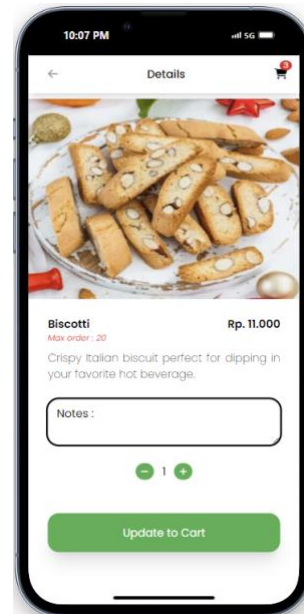 10:07 PM
5G
Details
3
Biscotti
Rp. 11.000
Max order : 20
Crispy Italian biscuit perfect for dipping in
your favorite hot beverage.
Notes :
1
Update to Cart